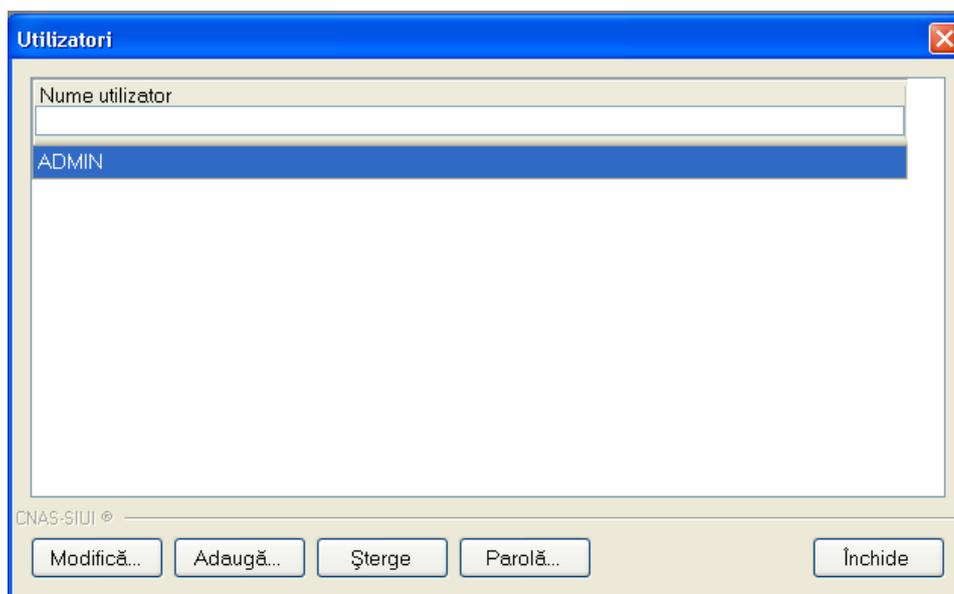 Utilizatori
Nume utilizator
ADMIN
CNAS-SIUI ®
Modifică... Adaugă... Şterge Parolă... Închide